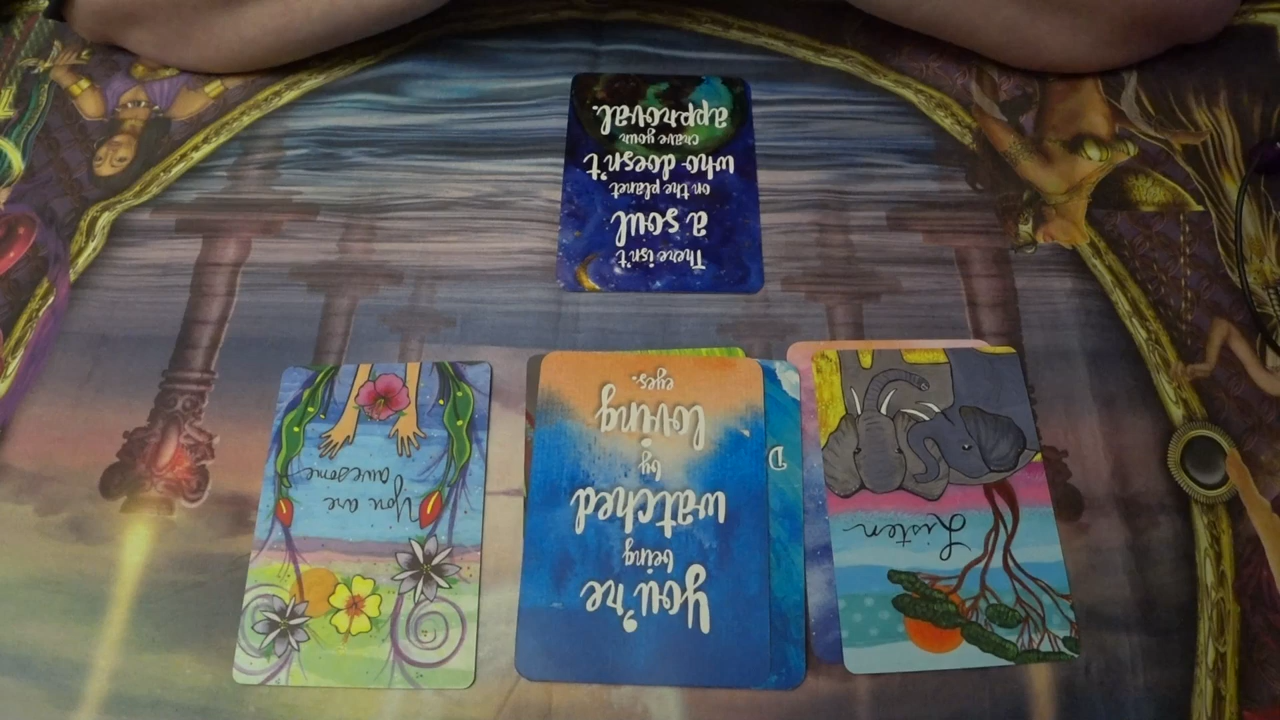 There isn't
a soul
on the planet
who doesn't
crave your
approval.
You are
awesome
you're
being
watched
by
loving
eyes.
D
Listen